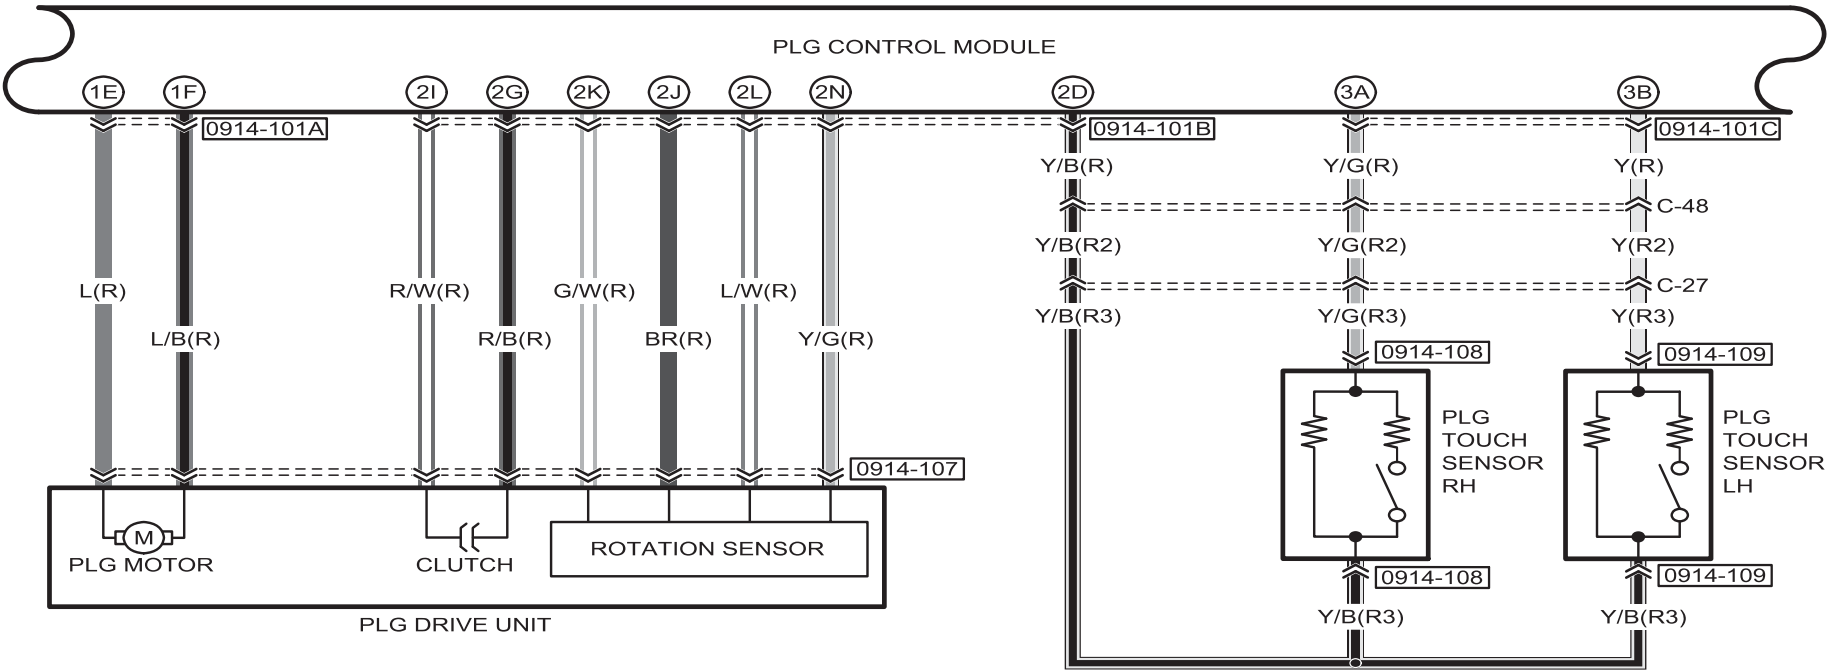 PLG CONTROL MODULE
1E 1F 2I 2G 2K 2J 2L 2N 2D 3A 3B
0914-101A 0914-101B 0914-101C
Y/B(R) Y/G(R) Y(R)
C-48
Y/B(R2) Y/G(R2) Y(R2)
C-27
L(R) R/W(R) G/W(R) L/W(R)
Y/B(R3) Y/G(R3) Y(R3)
L/B(R) R/B(R) BR(R) Y/G(R)
0914-108 0914-109
PLG
TOUCH
SENSOR
RH
PLG
TOUCH
SENSOR
LH
0914-107
M
PLG MOTOR
CLUTCH
ROTATION SENSOR
0914-108 0914-109
PLG DRIVE UNIT
Y/B(R3) Y/B(R3)